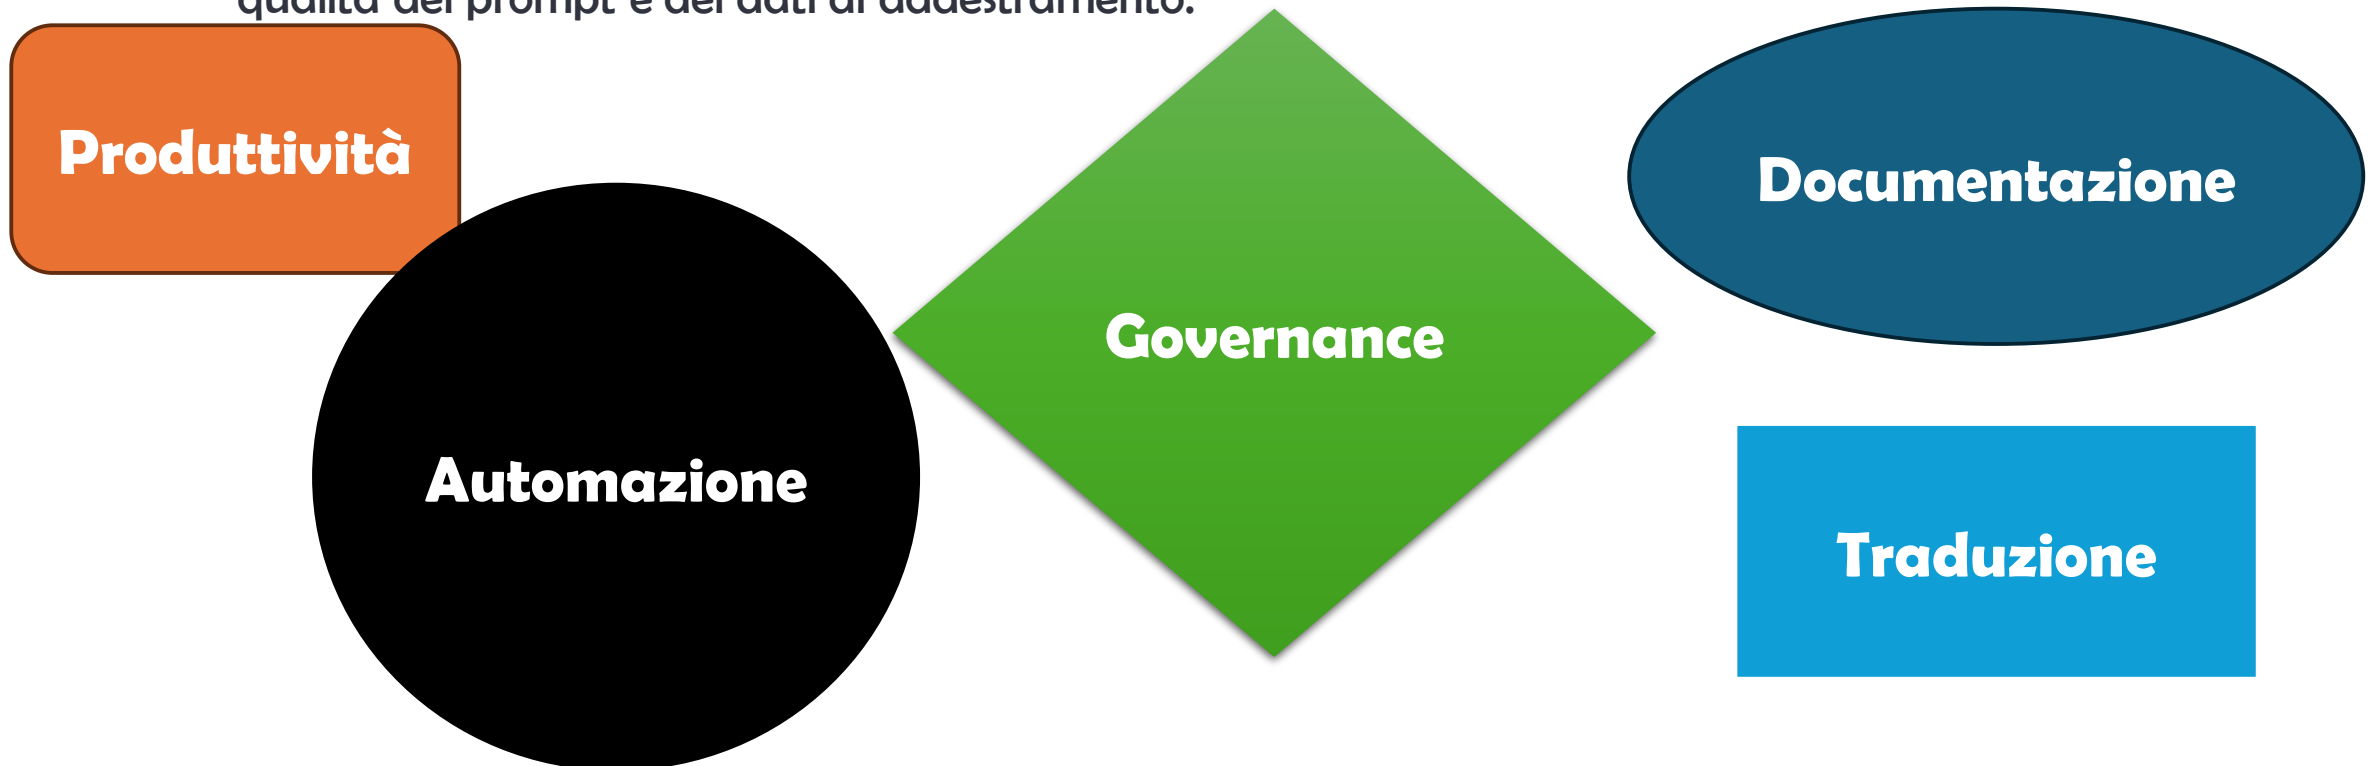 qualità dei prompt e dei dati di addestramento.
Produttività
Documentazione
Governance
Automazione
Traduzione